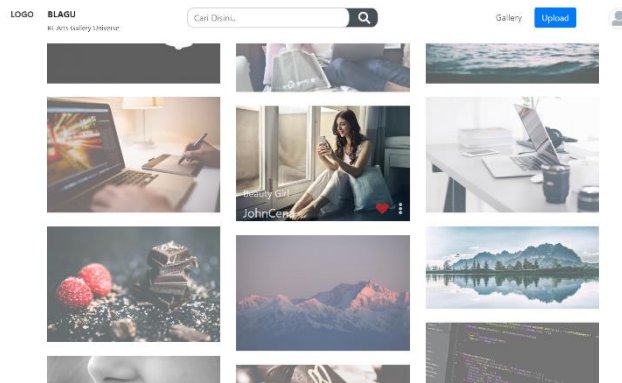 LOGO
BLAGU
BL Arts Gallery Universe
Cari Disini..
Gallery
Upload
Beauty Girl
JohnCena